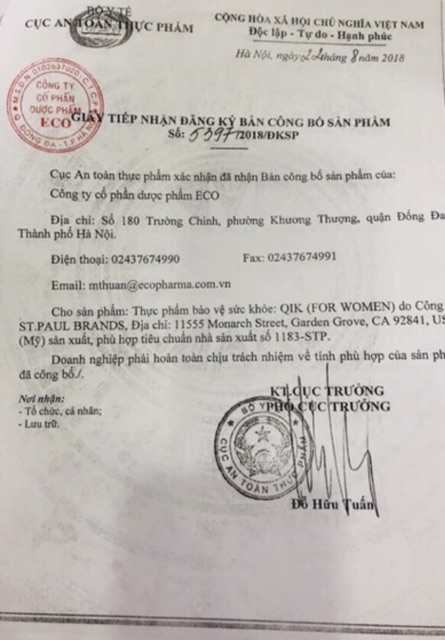 BỘ Y TẾ
CỤC AN TOÀN THỰC PHẨM
CỘNG HÒA XÃ HỘI CHỦ NGHĨA VIỆT NAM
Độc lập - Tự do - Hạnh phúc
Hà Nội, ngày 22 tháng 8 năm 2018
M.S.D.N: 0102637020 - C.T.C.P
CÔNG TY
CỔ PHẦN
DƯỢC PHẨM
ECO
ĐỐNG ĐA - T.P HÀ
GIẤY TIẾP NHẬN ĐĂNG KÝ BẢN CÔNG BỐ SẢN PHẨM
Số: 5397/2018/ĐKSP
Cục An toàn thực phẩm xác nhận đã nhận Bản công bố sản phẩm của:
Công ty cổ phần dược phẩm ECO
Địa chỉ: Số 180 Trường Chinh, phường Khương Thượng, quận Đống Đa
Thành phố Hà Nội.
Điện thoại: 02437674990 Fax: 02437674991
Email: mthuan@ecopharma.com.vn
Cho sản phẩm: Thực phẩm bảo vệ sức khỏe: QIK (FOR WOMEN) do Công
ST.PAUL BRANDS, Địa chỉ: 11555 Monarch Street, Garden Grove, CA 92841, US
(Mỹ) sản xuất, phù hợp tiêu chuẩn nhà sản xuất số 1183-STP.
Doanh nghiệp phải hoàn toàn chịu trách nhiệm về tính phù hợp của sản ph
đã công bố./.
Nơi nhận:
- Tổ chức, cá nhân;
- Lưu trữ.
KT.CỤC TRƯỞNG
PHÓ CỤC TRƯỞNG
BỘ Y
CỤC AN TOÀN THỰC PHẨM
Đỗ Hữu Tuấn